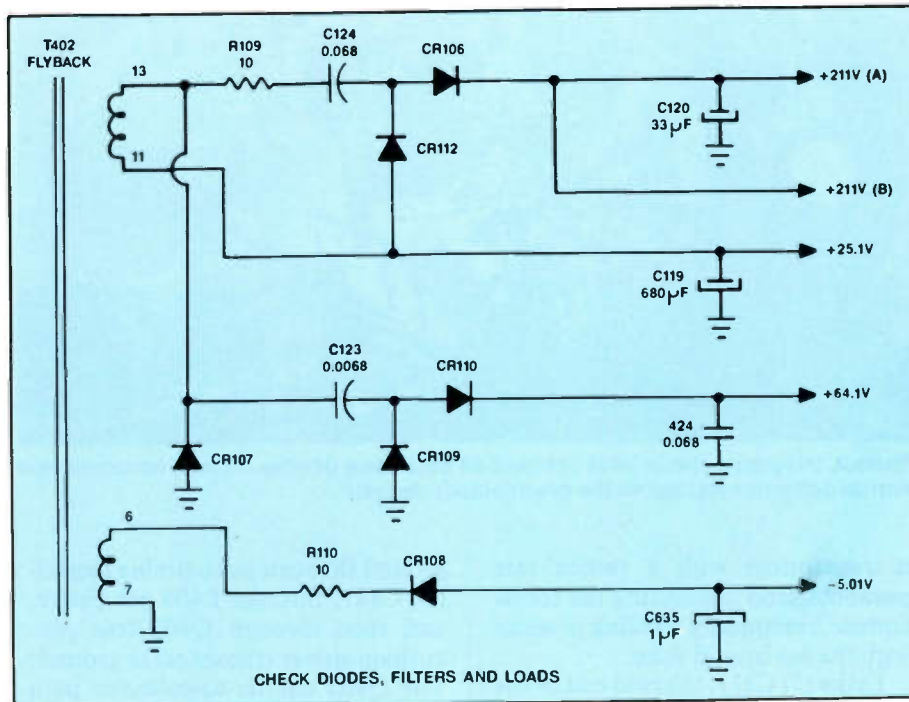 T402
FLYBACK
13
11
R109
10
C124
0.068
CR106
+211V (A)
C120
33µF
CR112
+211V (B)
+25.1V
C119
680µF
C123
0.0068
CR110
+64.1V
424
0.068
CR107
CR109
6
7
R110
10
CR108
-5.01V
C635
1µF
CHECK DIODES, FILTERS AND LOADS